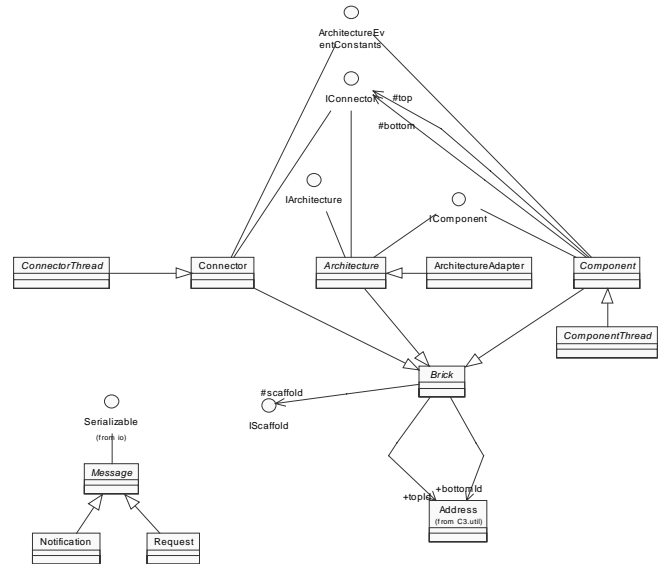 ArchitectureEv
entConstants
IConnector
#top
#bottom
IArchitecture
IComponent
ConnectorThread
Connector
Architecture
ArchitectureAdapter
Component
ComponentThread
Brick
#scaffold
IScaffold
Serializable
(from io)
Message
+topId
+bottomId
Address
(from C3.util)
Notification
Request